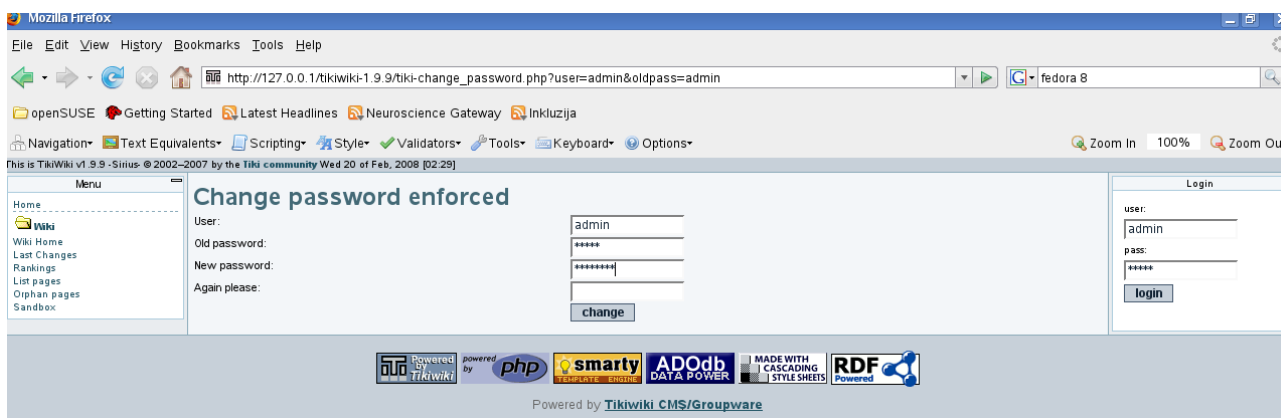 Mozilla Firefox
File Edit View History Bookmarks Tools Help
http://127.0.0.1/tikiwiki-1.9.9/tiki-change_password.php?user=admin&oldpass=admin
G fedora 8
openSUSE Getting Started Latest Headlines Neuroscience Gateway Inkluzija
Navigation Text Equivalents Scripting Style Validators Tools Keyboard Options Zoom In 100% Zoom Ou
This is TikiWiki v1.9.9 -Sirius- © 2002–2007 by the Tiki community Wed 20 of Feb, 2008 [02:29]
Menu
Home
Wiki
Wiki Home
Last Changes
Rankings
List pages
Orphan pages
Sandbox
Change password enforced
User: admin
Old password: *****
New password: ********
Again please:
change
Login
user:
admin
pass:
*****
login
Powered by Tikiwiki
powered by php
smarty TEMPLATE ENGINE
ADOdb DATA POWER
MADE WITH CASCADING STYLE SHEETS
RDF Powered
Powered by Tikiwiki CMS/Groupware